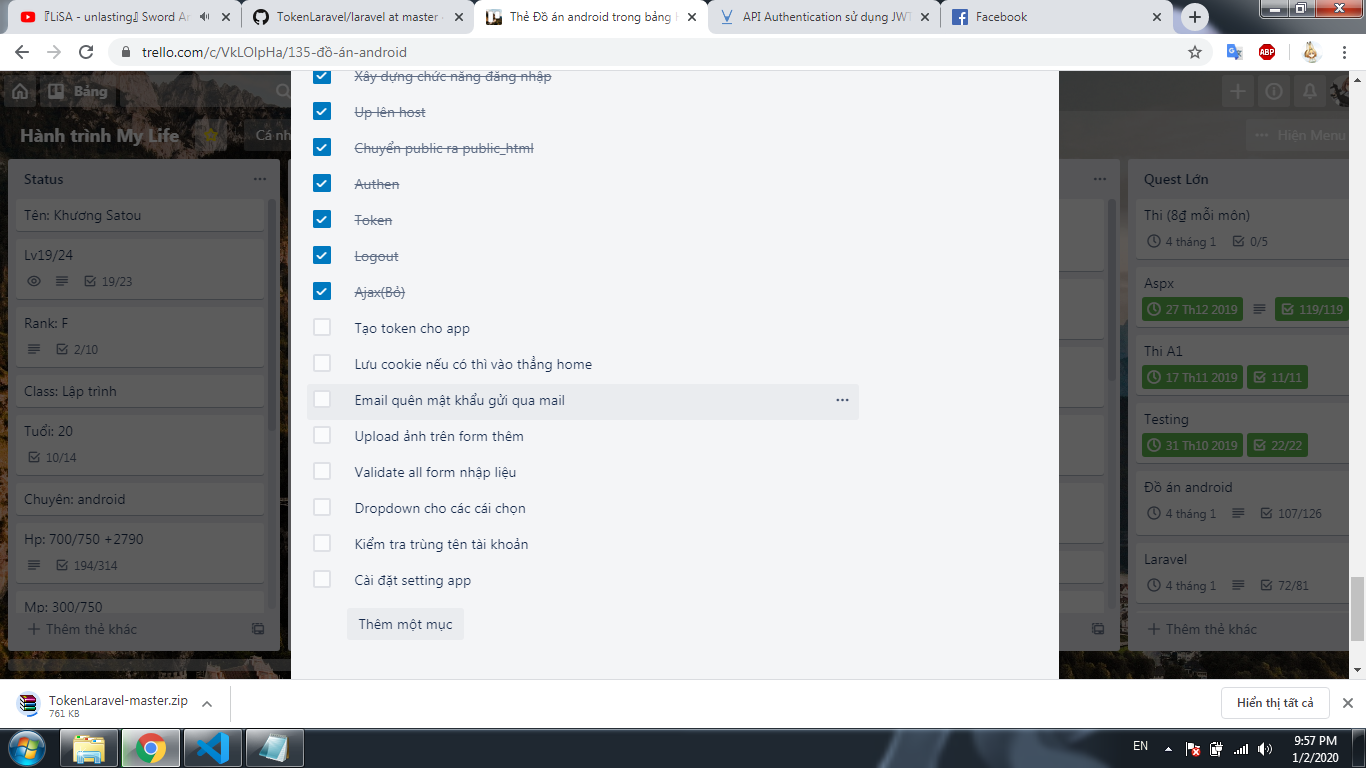 『LiSA - unlasting』Sword Ar
TokenLaravel/laravel at master
Thẻ Đồ án android trong bảng H
API Authentication sử dụng JWT
Facebook
trello.com/c/VkLOlpHa/135-đồ-án-android
ABP
Bảng
Hành trình My Life
Cá nh
Hiện Menu
Status
Tên: Khương Satou
Lv19/24
19/23
Rank: F
2/10
Class: Lập trình
Tuổi: 20
10/14
Chuyên: android
Hp: 700/750 +2790
194/314
Mp: 300/750
Thêm thẻ khác
Xây dựng chức năng đăng nhập
Up lên host
Chuyển public ra public_html
Authen
Token
Logout
Ajax(Bỏ)
Tạo token cho app
Lưu cookie nếu có thì vào thẳng home
Email quên mật khẩu gửi qua mail
Upload ảnh trên form thêm
Validate all form nhập liệu
Dropdown cho các cái chọn
Kiểm tra trùng tên tài khoản
Cài đặt setting app
Thêm một mục
Quest Lớn
Thi (8₫ mỗi môn)
4 tháng 1 0/5
Aspx
27 Th12 2019 119/119
Thi A1
17 Th11 2019 11/11
Testing
31 Th10 2019 22/22
Đồ án android
4 tháng 1 107/126
Laravel
4 tháng 1 72/81
Thêm thẻ khác
TokenLaravel-master.zip
761 KB
Hiển thị tất cả
EN
9:57 PM
1/2/2020